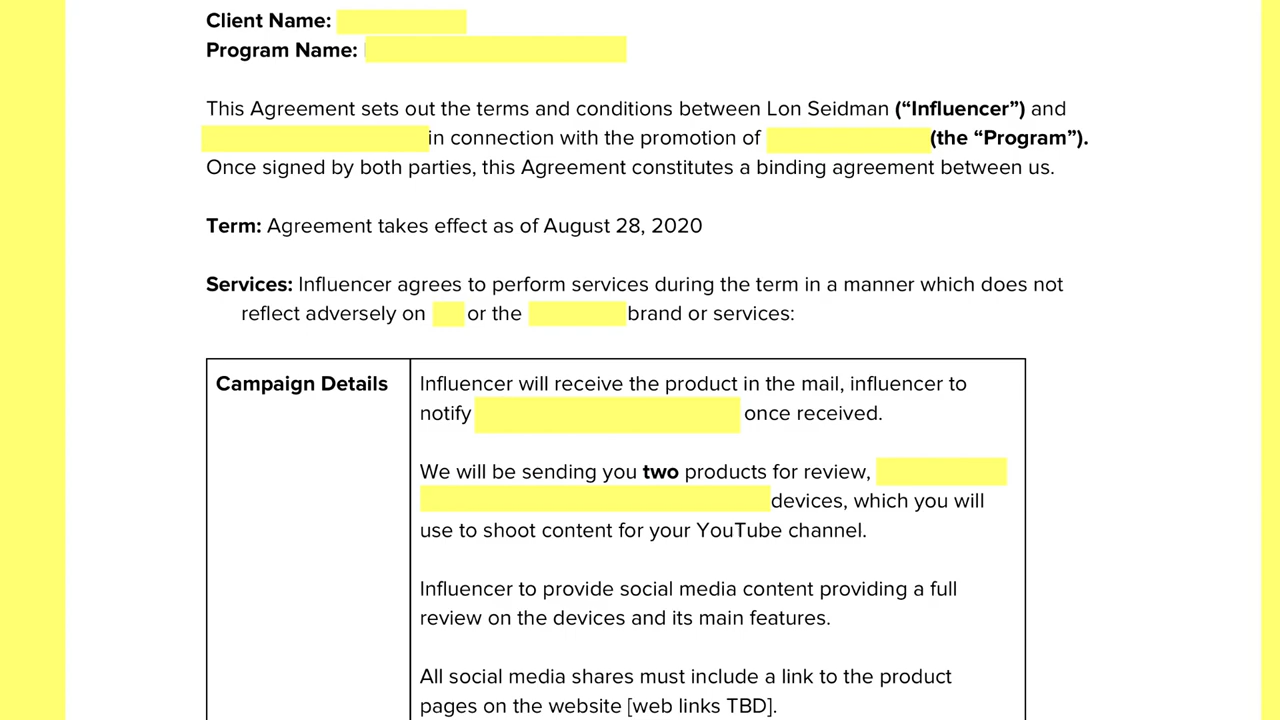 Client Name:
Program Name:
This Agreement sets out the terms and conditions between Lon Seidman (“Influencer”) and
in connection with the promotion of (the “Program”).
Once signed by both parties, this Agreement constitutes a binding agreement between us.
Term: Agreement takes effect as of August 28, 2020
Services: Influencer agrees to perform services during the term in a manner which does not
reflect adversely on or the brand or services:
Campaign Details
Influencer will receive the product in the mail, influencer to
notify once received.
We will be sending you two products for review,
devices, which you will
use to shoot content for your YouTube channel.
Influencer to provide social media content providing a full
review on the devices and its main features.
All social media shares must include a link to the product
pages on the website [web links TBD].